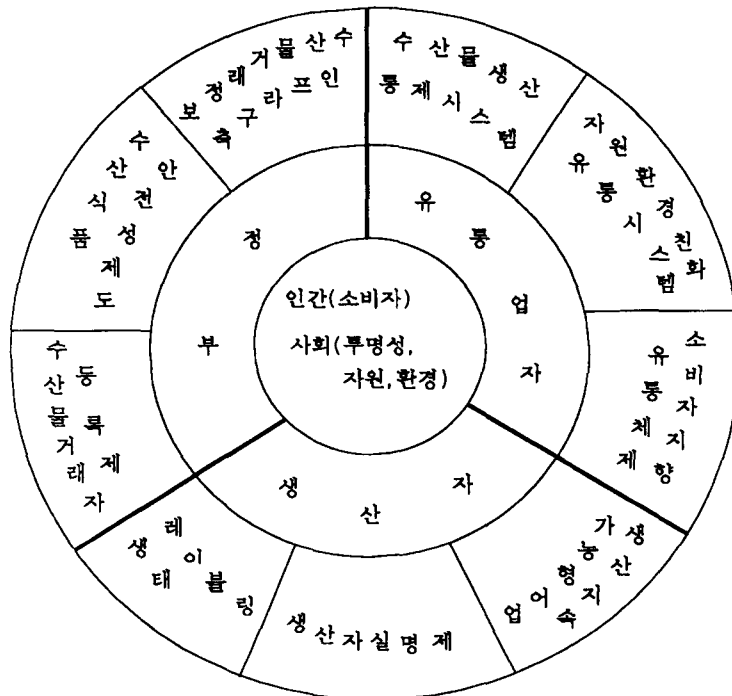 수산물생산
통제시스템
자원환경친화
유통시스템
소비자지향
유통체제
생산지속
가능형어업
생산자실명제
생태
레이블링
수산물거래자
등록제
수산식품
안전성제도
수산물거래정보
인프라구축
정부
유통업자
생산자
인간(소비자)
사회(투명성,
자원,환경)